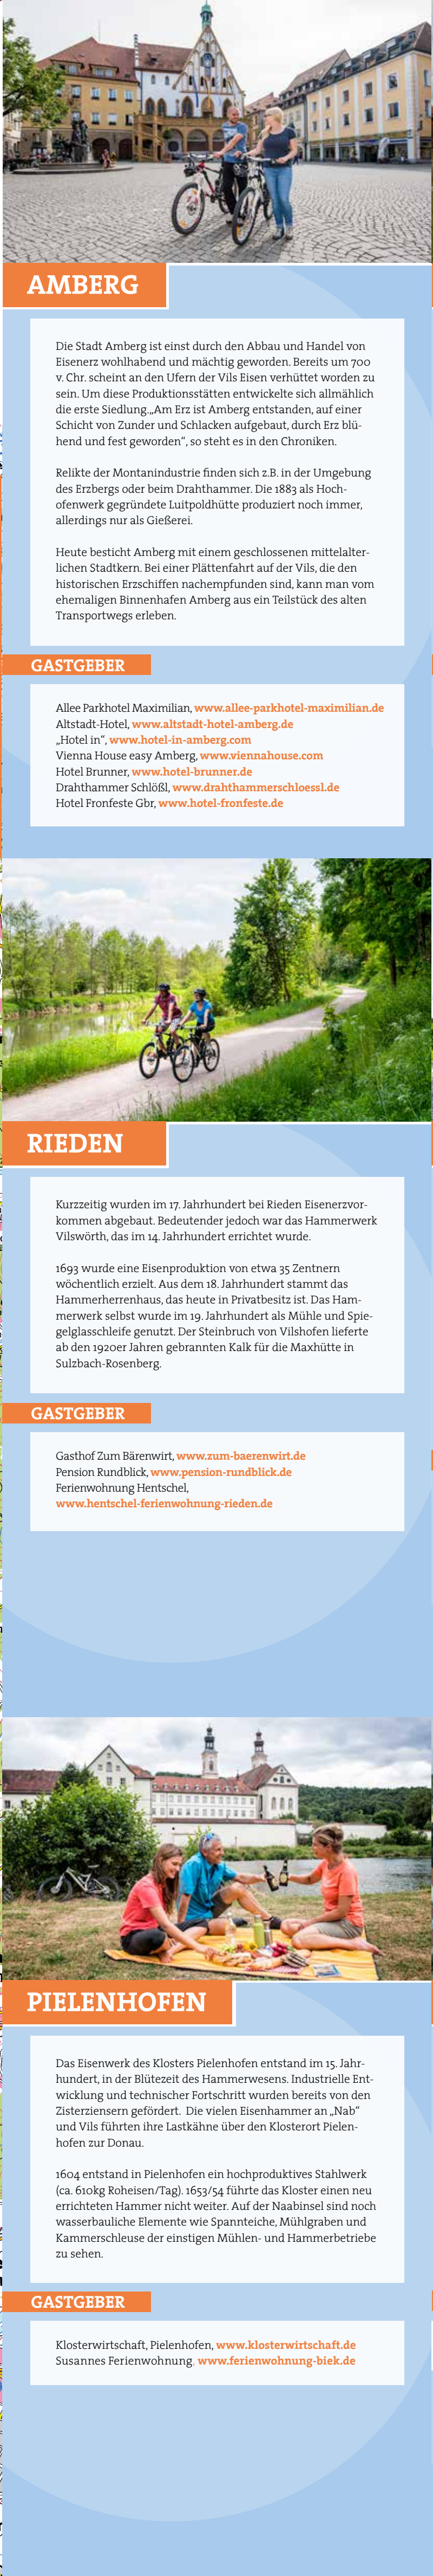 AMBERG
Die Stadt Amberg ist einst durch den Abbau und Handel von
Eisenerz wohlhabend und mächtig geworden. Bereits um 700
v. Chr. scheint an den Ufern der Vils Eisen verhüttet worden zu
sein. Um diese Produktionsstätten entwickelte sich allmählich
die erste Siedlung.„Am Erz ist Amberg entstanden, auf einer
Schicht von Zunder und Schlacken aufgebaut, durch Erz blü-
hend und fest geworden“, so steht es in den Chroniken.
Relikte der Montanindustrie finden sich z.B. in der Umgebung
des Erzbergs oder beim Drahthammer. Die 1883 als Hoch-
ofenwerk gegründete Luitpoldhütte produziert noch immer,
allerdings nur als Gießerei.
Heute besticht Amberg mit einem geschlossenen mittelalter-
lichen Stadtkern. Bei einer Plättenfahrt auf der Vils, die den
historischen Erzschiffen nachempfunden sind, kann man vom
ehemaligen Binnenhafen Amberg aus ein Teilstück des alten
Transportwegs erleben.
GASTGEBER
Allee Parkhotel Maximilian, www.allee-parkhotel-maximilian.de
Altstadt-Hotel, www.altstadt-hotel-amberg.de
„Hotel in“, www.hotel-in-amberg.com
Vienna House easy Amberg, www.viennahouse.com
Hotel Brunner, www.hotel-brunner.de
Drahthammer Schlößl, www.drahthammerschloessl.de
Hotel Fronfeste Gbr, www.hotel-fronfeste.de
RIEDEN
Kurzzeitig wurden im 17. Jahrhundert bei Rieden Eisenerzvor-
kommen abgebaut. Bedeutender jedoch war das Hammerwerk
Vilswörth, das im 14. Jahrhundert errichtet wurde.
1693 wurde eine Eisenproduktion von etwa 35 Zentnern
wöchentlich erzielt. Aus dem 18. Jahrhundert stammt das
Hammerherrenhaus, das heute in Privatbesitz ist. Das Ham-
merwerk selbst wurde im 19. Jahrhundert als Mühle und Spie-
gelglasschleife genutzt. Der Steinbruch von Vilshofen lieferte
ab den 1920er Jahren gebrannten Kalk für die Maxhütte in
Sulzbach-Rosenberg.
GASTGEBER
Gasthof Zum Bärenwirt, www.zum-baerenwirt.de
Pension Rundblick, www.pension-rundblick.de
Ferienwohnung Hentschel,
www.hentschel-ferienwohnung-rieden.de
PIELENHOFEN
Das Eisenwerk des Klosters Pielenhofen entstand im 15. Jahr-
hundert, in der Blütezeit des Hammerwesens. Industrielle Ent-
wicklung und technischer Fortschritt wurden bereits von den
Zisterziensern gefördert. Die vielen Eisenhammer an „Nab“
und Vils führten ihre Lastkähne über den Klosterort Pielen-
hofen zur Donau.
1604 entstand in Pielenhofen ein hochproduktives Stahlwerk
(ca. 610kg Roheisen/Tag). 1653/54 führte das Kloster einen neu
errichteten Hammer nicht weiter. Auf der Naabinsel sind noch
wasserbauliche Elemente wie Spannteiche, Mühlgraben und
Kammerschleuse der einstigen Mühlen- und Hammerbetriebe
zu sehen.
GASTGEBER
Klosterwirtschaft, Pielenhofen, www.klosterwirtschaft.de
Susannes Ferienwohnung, www.ferienwohnung-biek.de